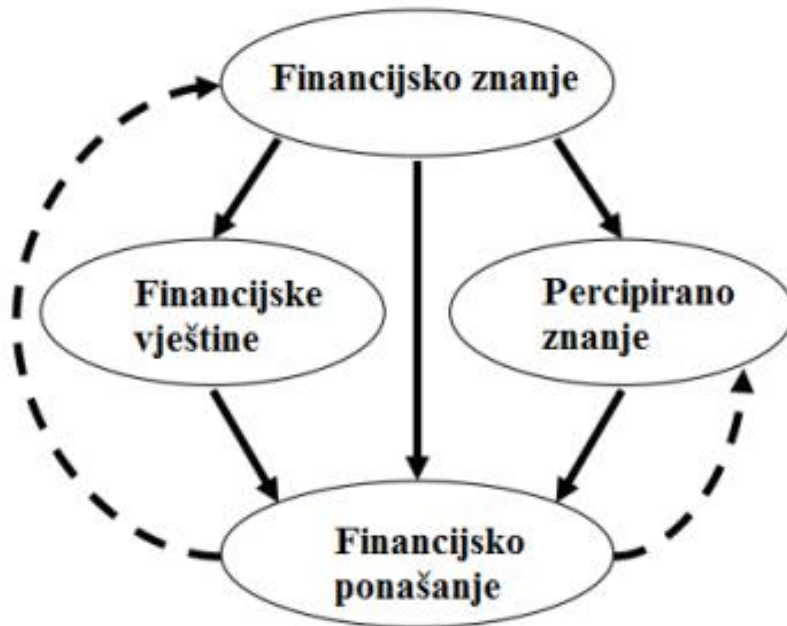 Financijsko znanje
Financijske
vještine
Percipirano
znanje
Financijsko
ponašanje